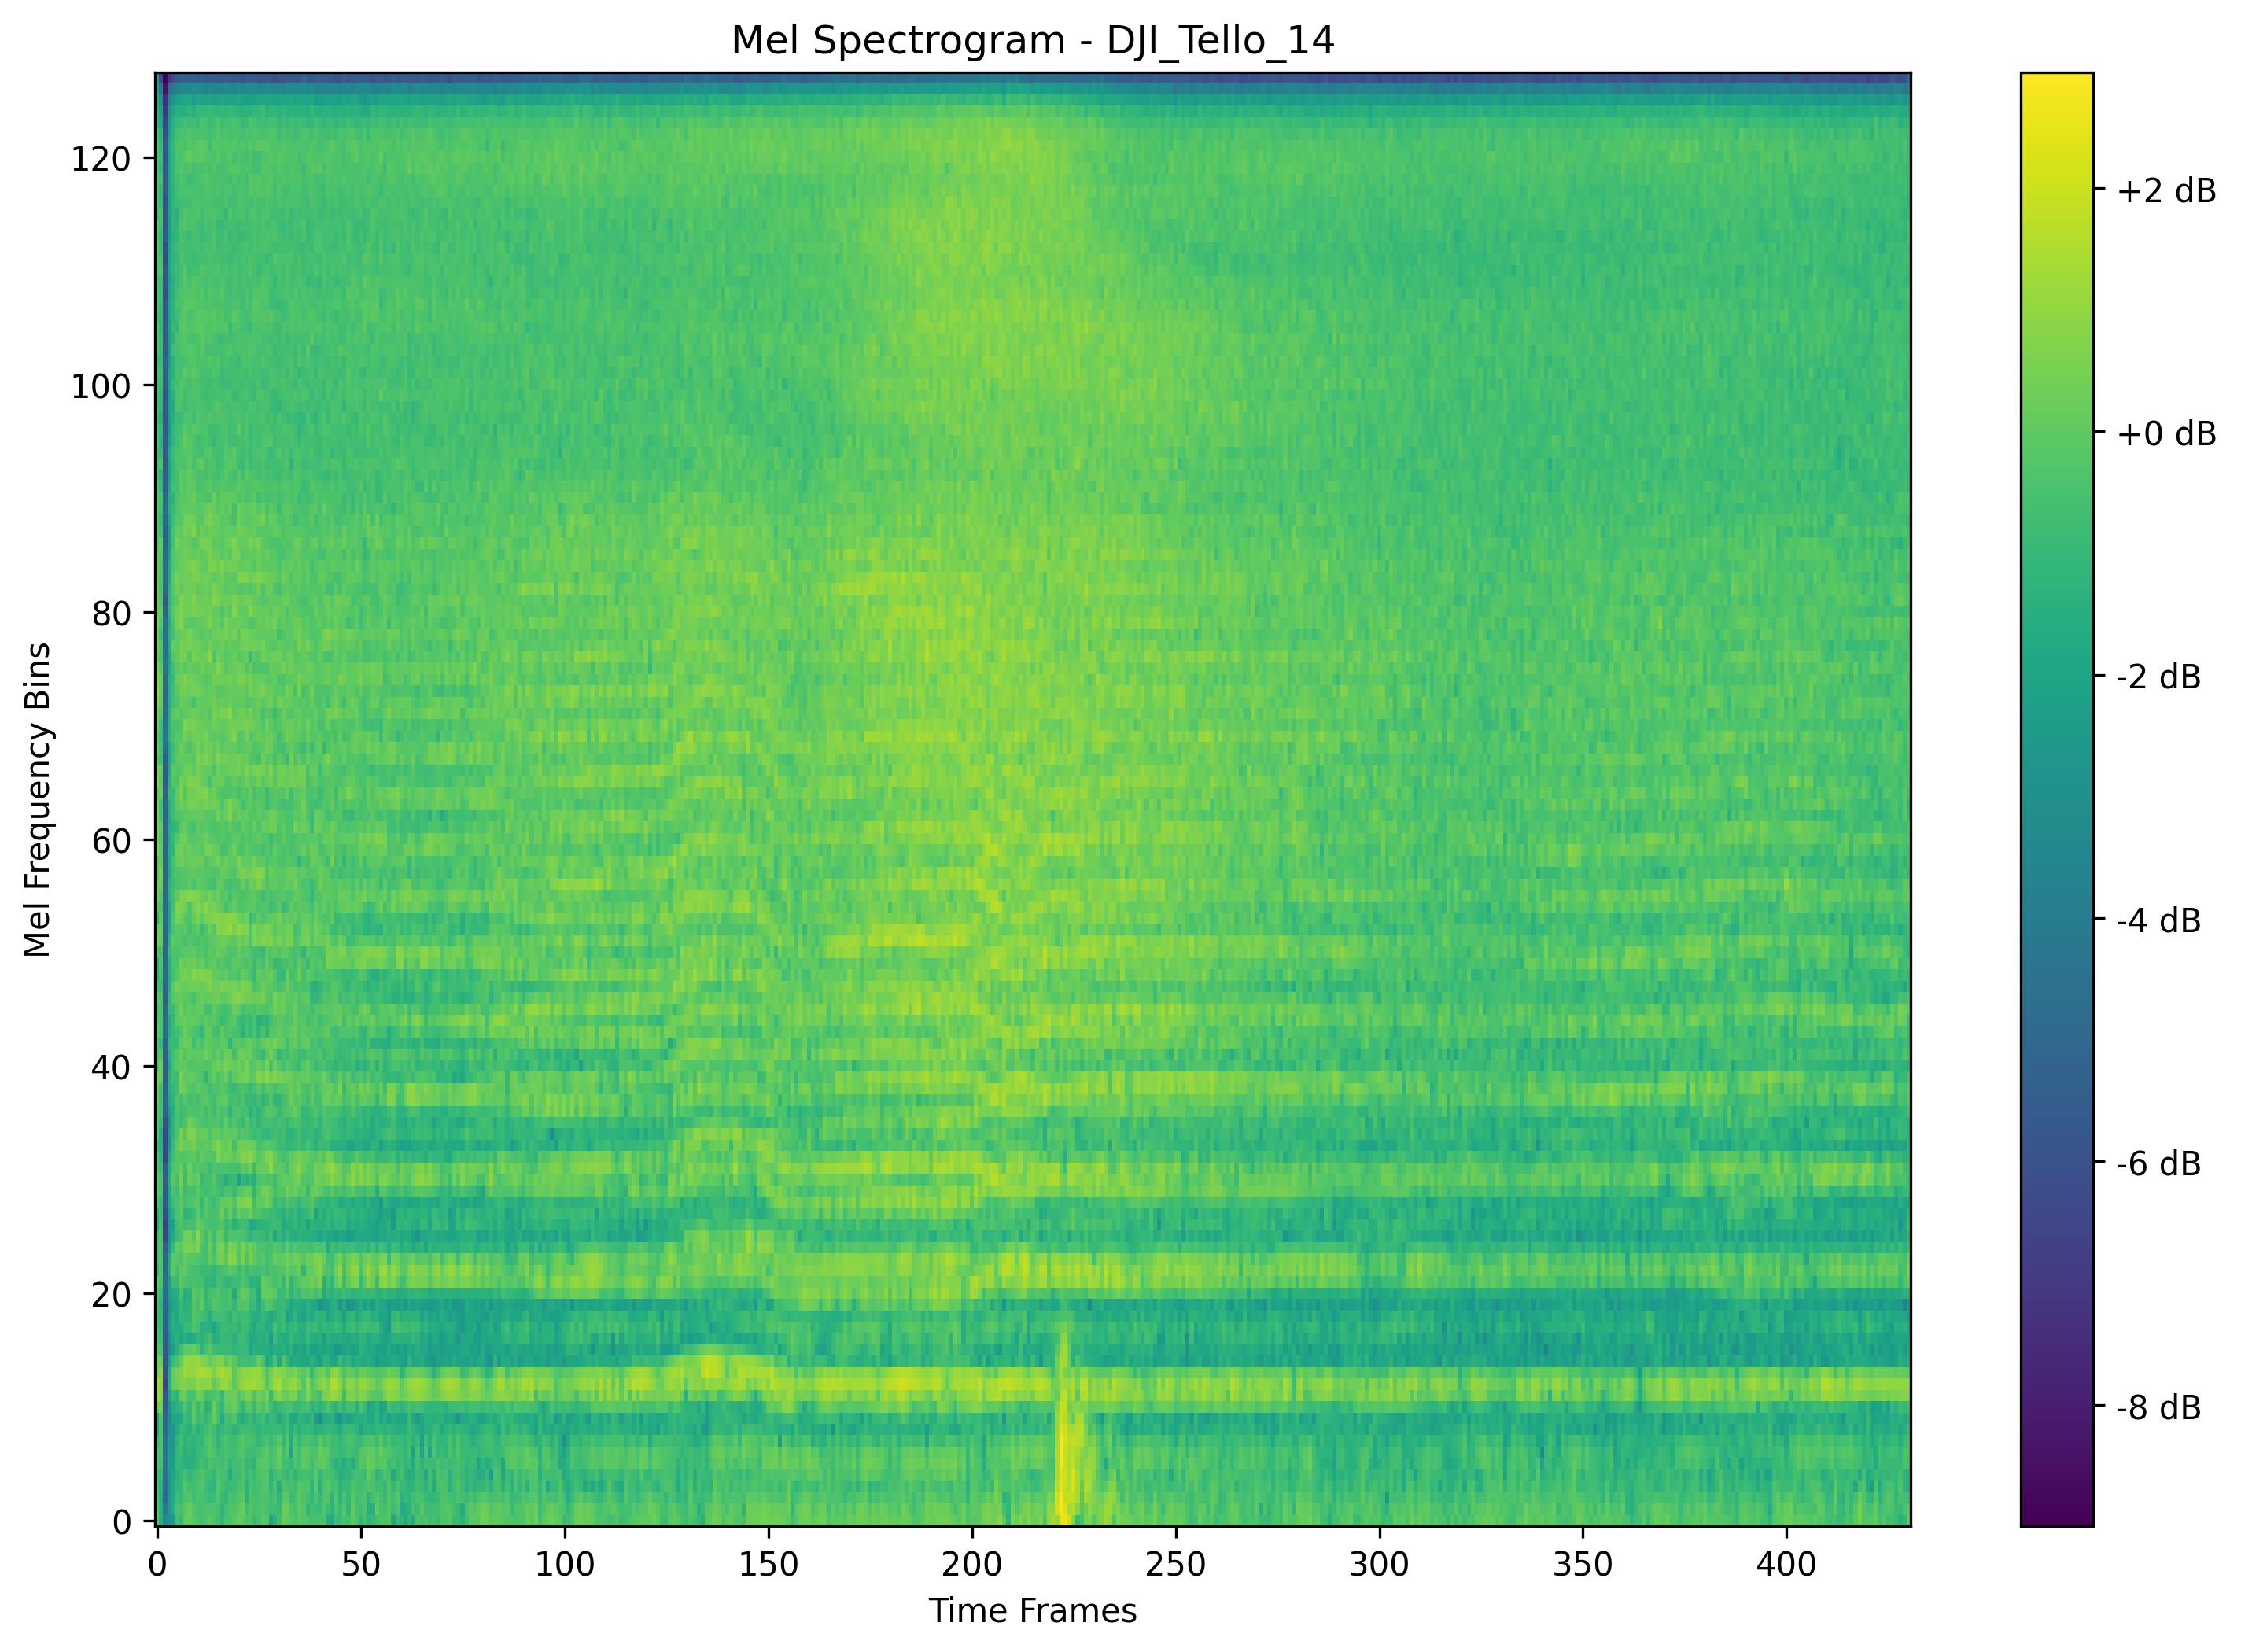 Mel Spectrogram - DJI_Tello_14
120
100
80
60
40
20
0
Mel Frequency Bins
0 50 100 150 200 250 300 350 400
Time Frames
+2 dB
+0 dB
-2 dB
-4 dB
-6 dB
-8 dB